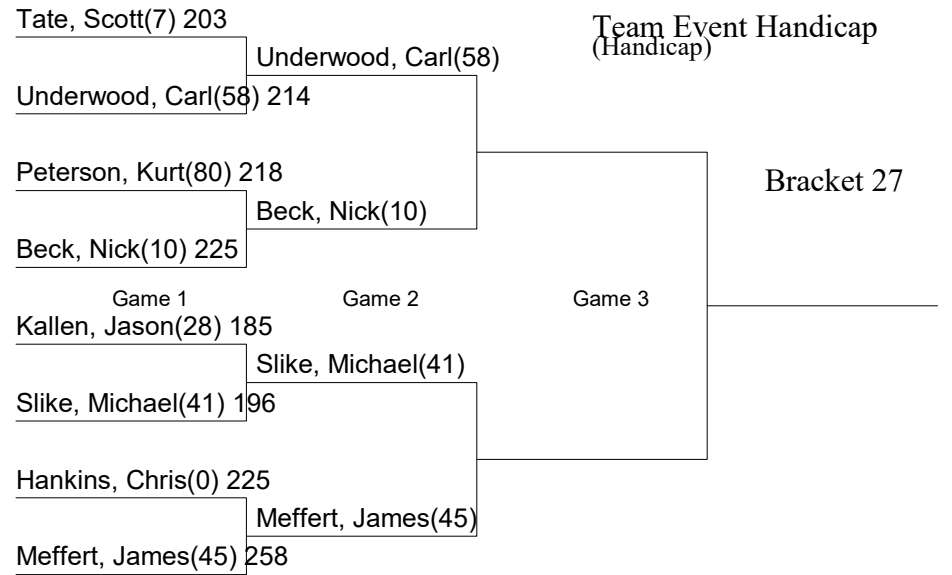 Tate, Scott(7) 203
Team Event Handicap
(Handicap)
Underwood, Carl(58)
Underwood, Carl(58) 214
Peterson, Kurt(80) 218
Bracket 27
Beck, Nick(10)
Beck, Nick(10) 225
Game 1 Game 2 Game 3
Kallen, Jason(28) 185
Slike, Michael(41)
Slike, Michael(41) 196
Hankins, Chris(0) 225
Meffert, James(45)
Meffert, James(45) 258